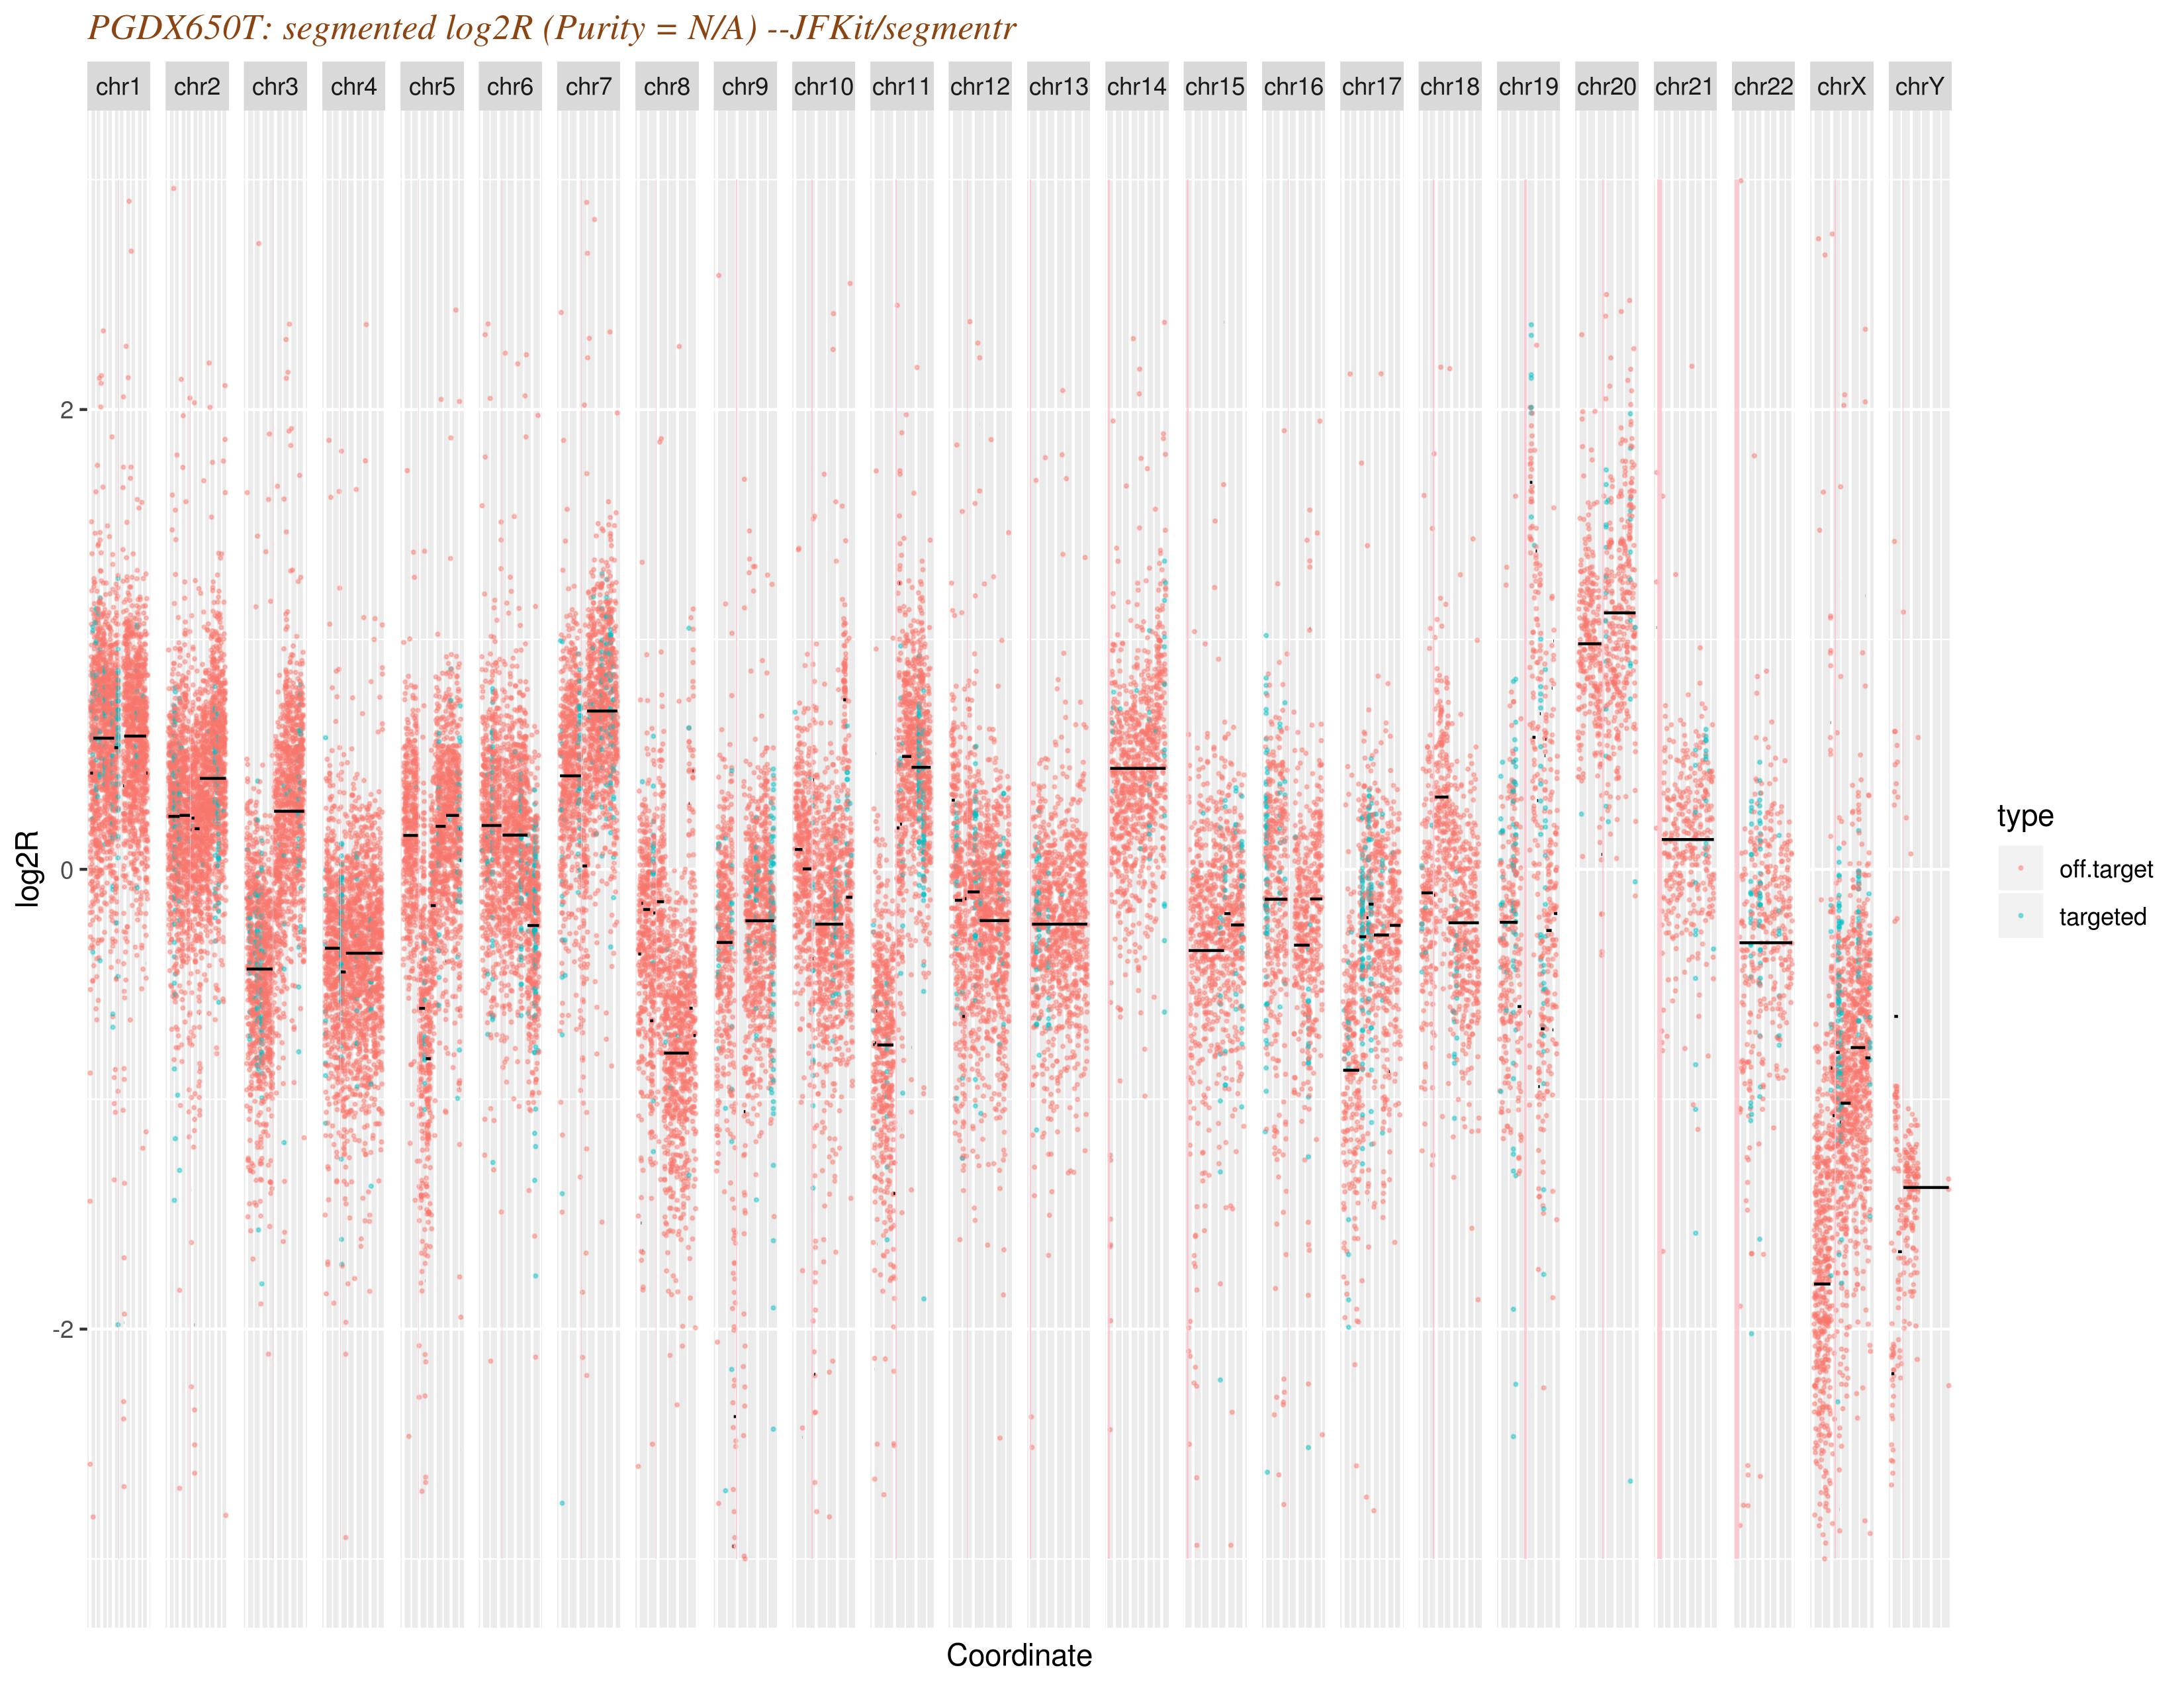 PGDX650T: segmented log2R (Purity = N/A) --JFKit/segmentr
chr1 chr2 chr3 chr4 chr5 chr6 chr7 chr8 chr9 chr10 chr11 chr12 chr13 chr14 chr15 chr16 chr17 chr18 chr19 chr20 chr21 chr22 chrX chrY
2
0
-2
log2R
Coordinate
type
off.target
targeted